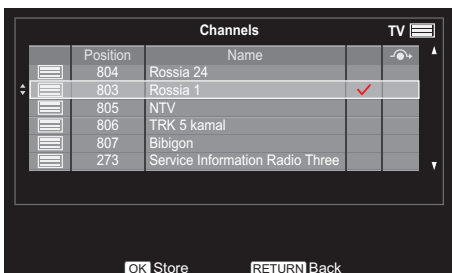 Channels TV
Position Name
804 Rossia 24
803 Rossia 1
805 NTV
806 TRK 5 kamal
807 Bibigon
273 Service Information Radio Three
OK Store RETURN Back